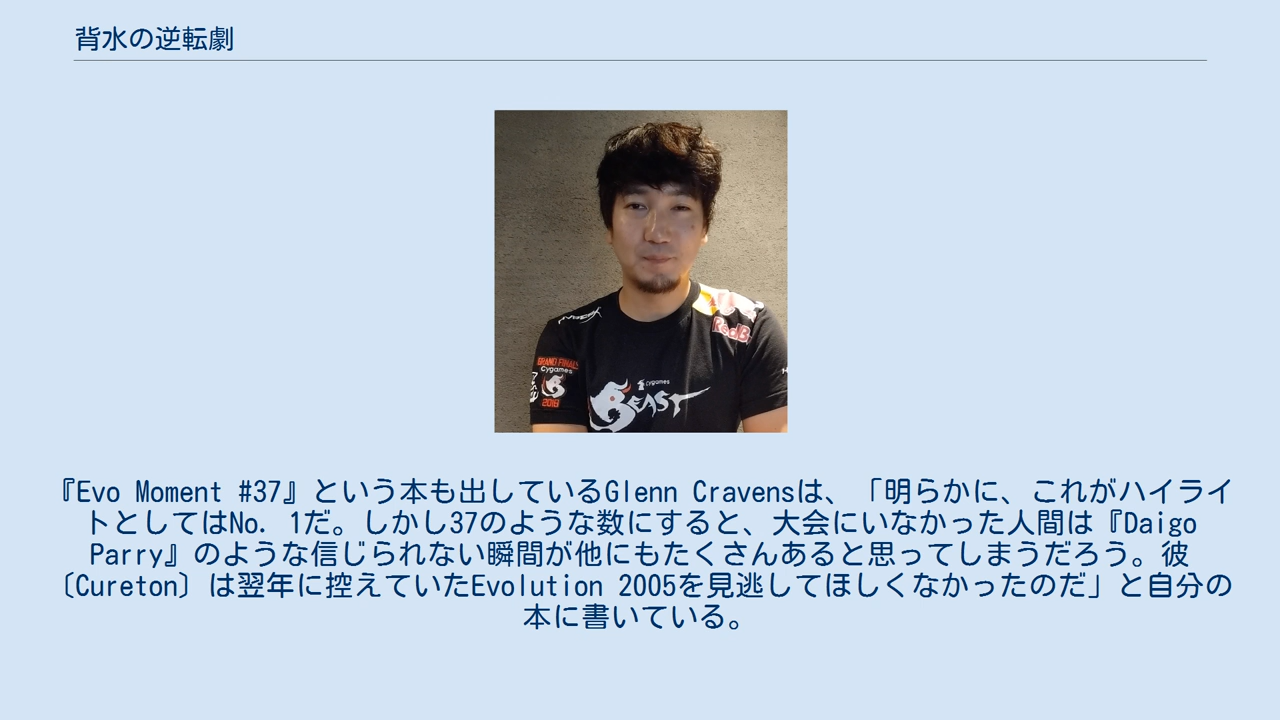 背水の逆転劇
HYPERX
RedB
GRAND FINALS
Cygames
2018
Cygames
BEAST
『Evo Moment #37』という本も出しているGlenn Cravensは、「明らかに、これがハイライ
トとしてはNo. 1だ。しかし37のような数にすると、大会にいなかった人間は『Daigo
Parry』のような信じられない瞬間が他にもたくさんあると思ってしまうだろう。彼
〔Cureton〕は翌年に控えていたEvolution 2005を見逃してほしくなかったのだ」と自分の
本に書いている。